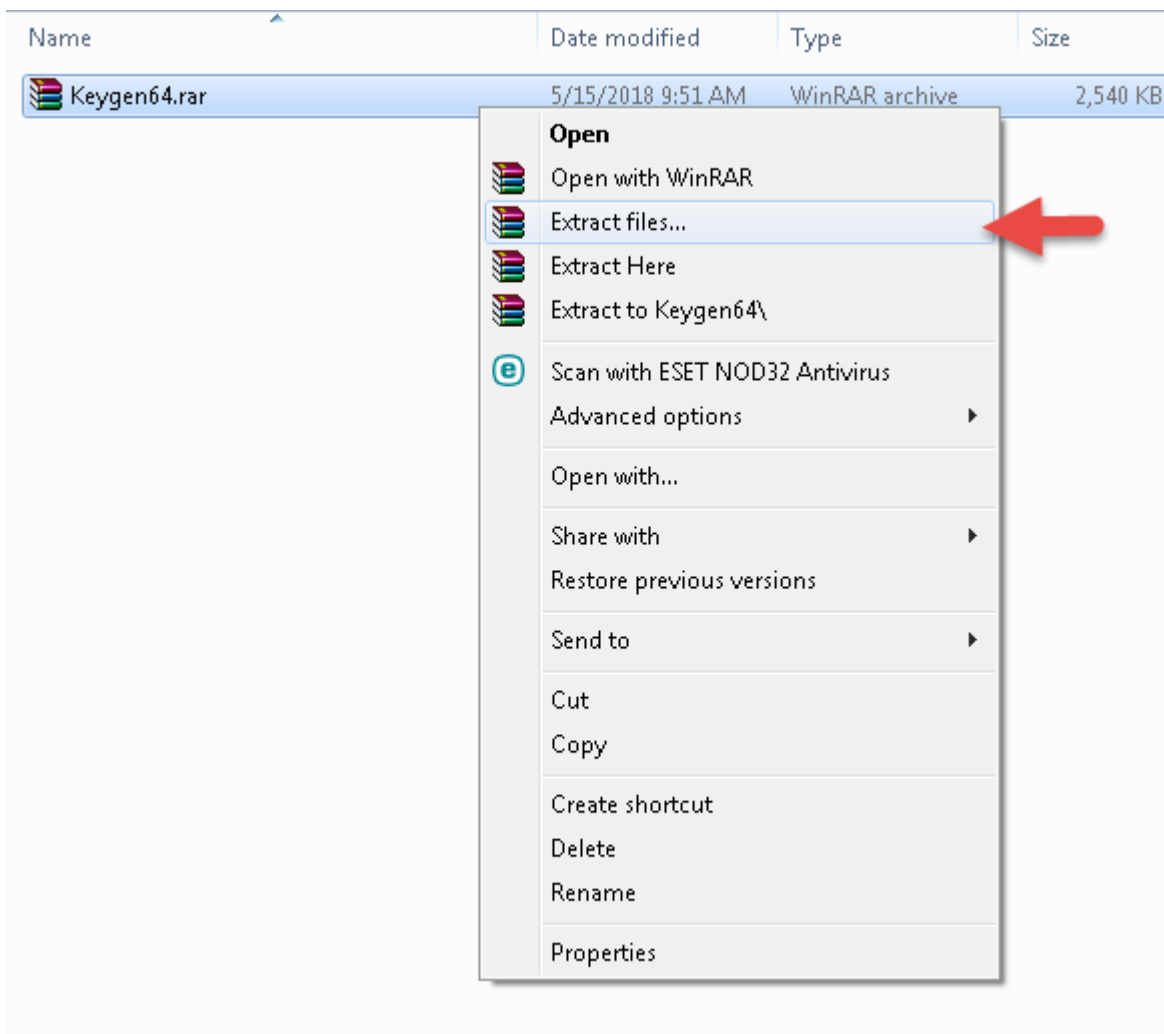 Name Date modified Type Size
Keygen64.rar 5/15/2018 9:51 AM WinRAR archive 2,540 KB
Open
Open with WinRAR
Extract files...
Extract Here
Extract to Keygen64\
e Scan with ESET NOD32 Antivirus
Advanced options
Open with...
Share with
Restore previous versions
Send to
Cut
Copy
Create shortcut
Delete
Rename
Properties